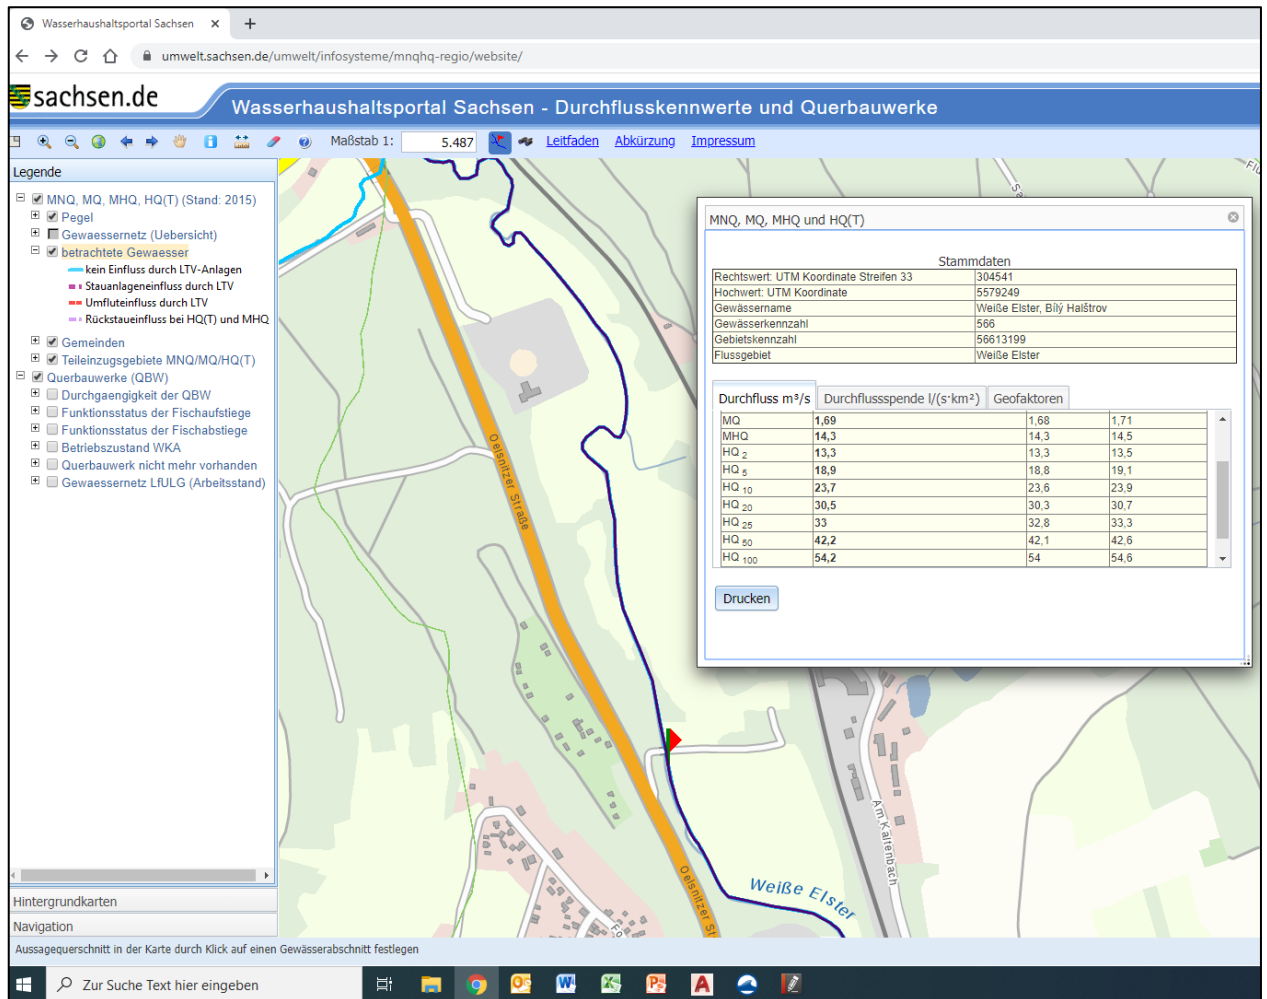 Wasserhaushaltsportal Sachsen
umwelt.sachsen.de/umwelt/infosysteme/mnqhq-regio/website/
sachsen.de
Wasserhaushaltsportal Sachsen - Durchflusskennwerte und Querbauwerke
Maßstab 1: 5.487 Leitfaden Abkürzung Impressum
Legende
MNQ, MQ, MHQ, HQ(T) (Stand: 2015)
Pegel
Gewaessernetz (Uebersicht)
betrachtete Gewaesser
kein Einfluss durch LTV-Anlagen
Stauanlageneinfluss durch LTV
Umfluteinfluss durch LTV
Rückstaueinfluss bei HQ(T) und MHQ
Gemeinden
Teileinzugsgebiete MNQ/MQ/HQ(T)
Querbauwerke (QBW)
Durchgaengigkeit der QBW
Funktionsstatus der Fischaufstiege
Funktionsstatus der Fischabstiege
Betriebszustand WKA
Querbauwerk nicht mehr vorhanden
Gewaessernetz LfULG (Arbeitsstand)
Hintergrundkarten
Navigation
Aussagequerschnitt in der Karte durch Klick auf einen Gewässerabschnitt festlegen
Oelsnitzer Straße
Oelsnitzer St
Weiße Elster
Am Kaltenbach
MNQ, MQ, MHQ und HQ(T)
Stammdaten
Rechtswert: UTM Koordinate Streifen 33 304541
Hochwert: UTM Koordinate 5579249
Gewässername Weiße Elster, Bílý Halštrov
Gewässerkennzahl 566
Gebietskennzahl 56613199
Flussgebiet Weiße Elster
Durchfluss m³/s Durchflussspende l/(s·km²) Geofaktoren
MQ 1,69 1,68 1,71
MHQ 14,3 14,3 14,5
HQ 2 13,3 13,3 13,5
HQ 5 18,9 18,8 19,1
HQ 10 23,7 23,6 23,9
HQ 20 30,5 30,3 30,7
HQ 25 33 32,8 33,3
HQ 50 42,2 42,1 42,6
HQ 100 54,2 54 54,6
Drucken
Zur Suche Text hier eingeben